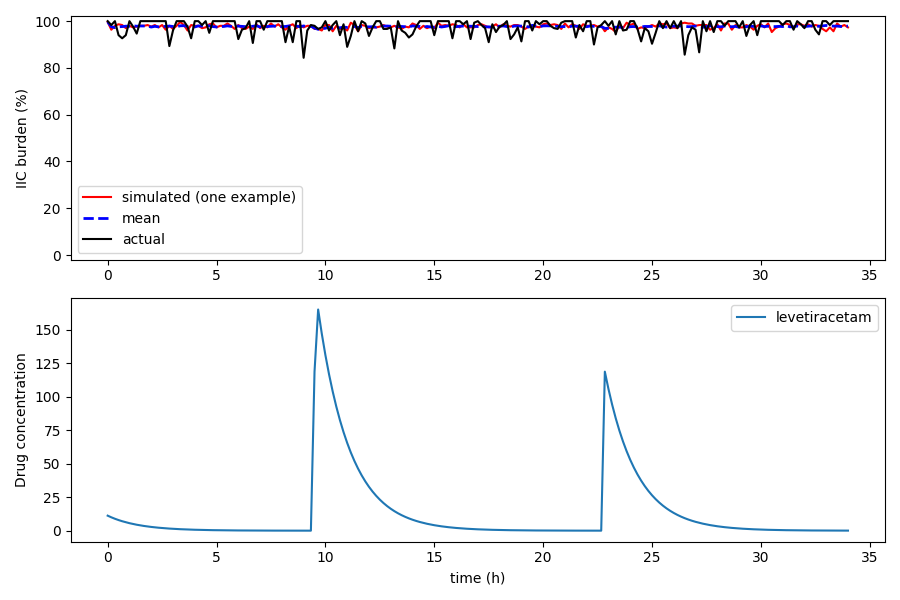 100
80
60
40
20
0
IIC burden (%)
simulated (one example)
mean
actual
0 5 10 15 20 25 30 35
150
125
100
75
50
25
0
Drug concentration
levetiracetam
0 5 10 15 20 25 30 35
time (h)